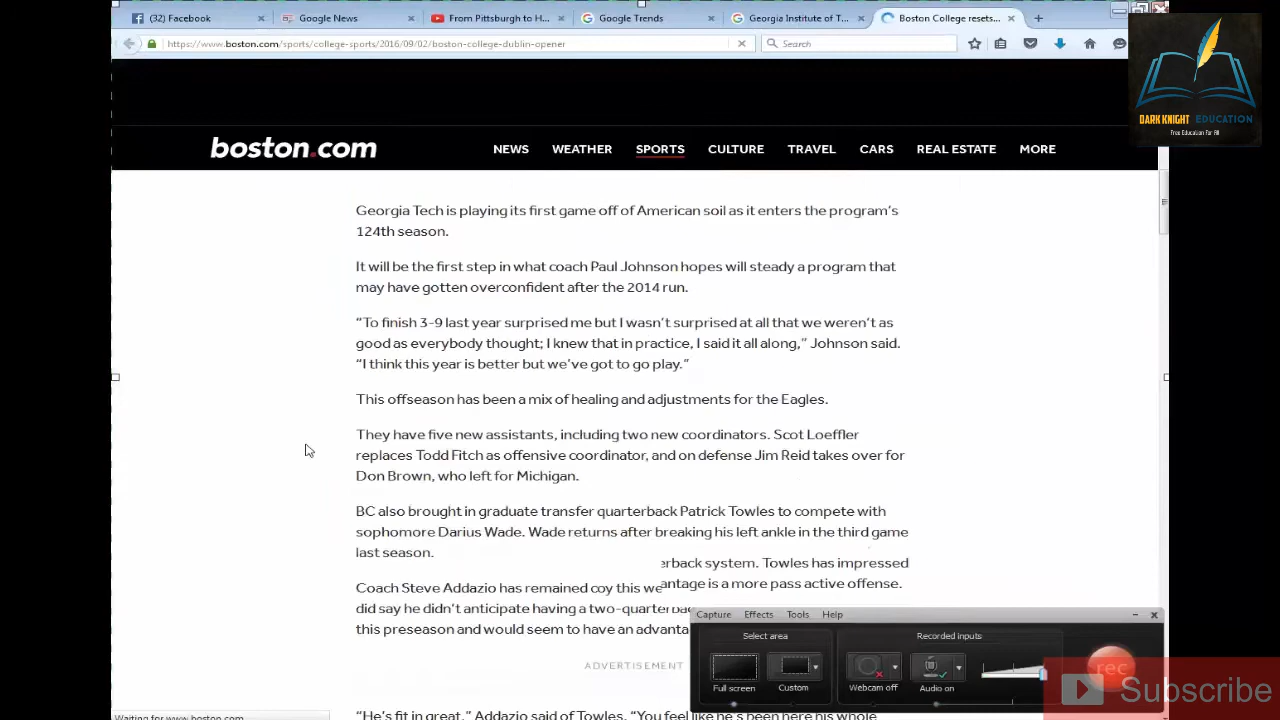 (32) Facebook
Google News
From Pittsburgh to H...
Google Trends
Georgia Institute of T...
Boston College resets...
https://www.boston.com/sports/college-sports/2016/09/02/boston-college-dublin-opener
Search
DARK KNIGHT EDUCATION
Free Education For All
boston.com
NEWS WEATHER SPORTS CULTURE TRAVEL CARS REAL ESTATE MORE
Georgia Tech is playing its first game off of American soil as it enters the program's
124th season.
It will be the first step in what coach Paul Johnson hopes will steady a program that
may have gotten overconfident after the 2014 run.
“To finish 3-9 last year surprised me but I wasn’t surprised at all that we weren’t as
good as everybody thought; I knew that in practice, I said it all along,” Johnson said.
“I think this year is better but we’ve got to go play.”
This offseason has been a mix of healing and adjustments for the Eagles.
They have five new assistants, including two new coordinators. Scot Loeffler
replaces Todd Fitch as offensive coordinator, and on defense Jim Reid takes over for
Don Brown, who left for Michigan.
BC also brought in graduate transfer quarterback Patrick Towles to compete with
sophomore Darius Wade. Wade returns after breaking his left ankle in the third game
last season.
erback system. Towles has impressed
antage is a more pass active offense.
Coach Steve Addazio has remained coy this we
did say he didn’t anticipate having a two-quarterbac
this preseason and would seem to have an advanta
ADVERTISEMENT
“He’s fit in great,” Addazio said of Towles. “You feel like he’s been here his whole
Capture Effects Tools Help
Select area
Recorded inputs
Full screen
Custom
Webcam off
Audio on
rec
Subscribe
Waiting for www.boston.com